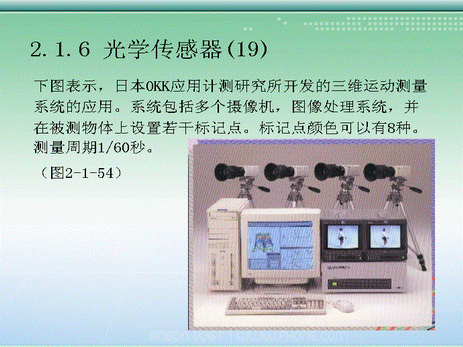 2.1.6 光学传感器(19)
下图表示，日本OKK应用计测研究所开发的三维运动测量
系统的应用。系统包括多个摄像机，图像处理系统，并
在被测物体上设置若干标记点。标记点颜色可以有8种。
测量周期1/60秒。
（图2-1-54）